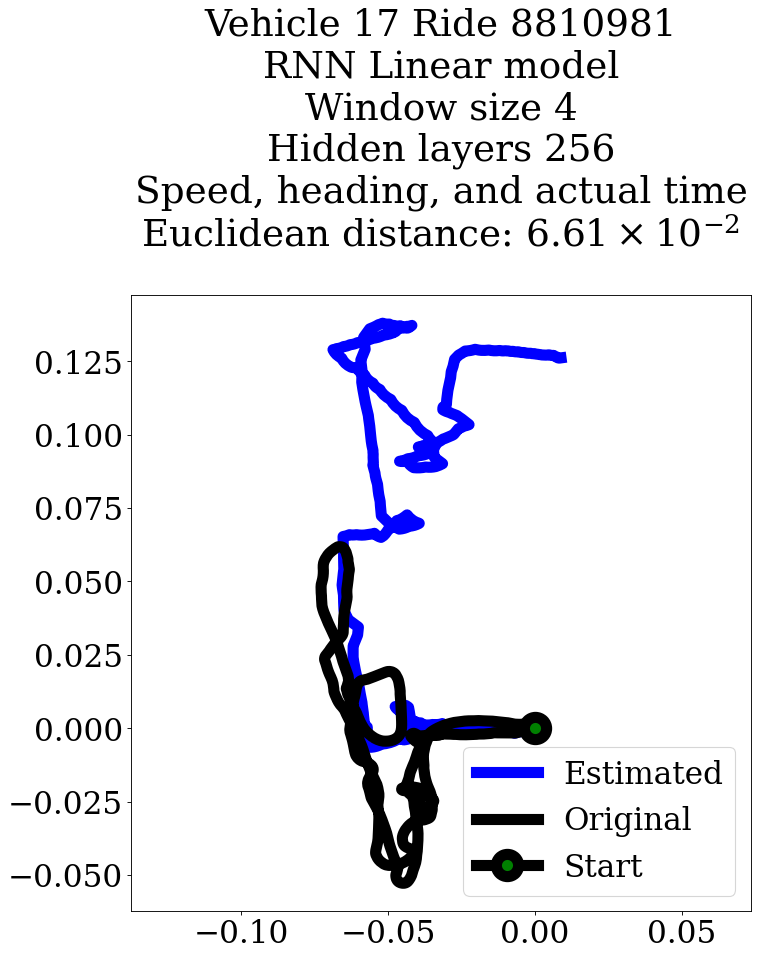 Vehicle 17 Ride 8810981
RNN Linear model
Window size 4
Hidden layers 256
Speed, heading, and actual time
Euclidean distance: 6.61 × 10⁻²
0.125
0.100
0.075
0.050
0.025
0.000
−0.025
−0.050
Estimated
Original
Start
−0.10
−0.05
0.00
0.05